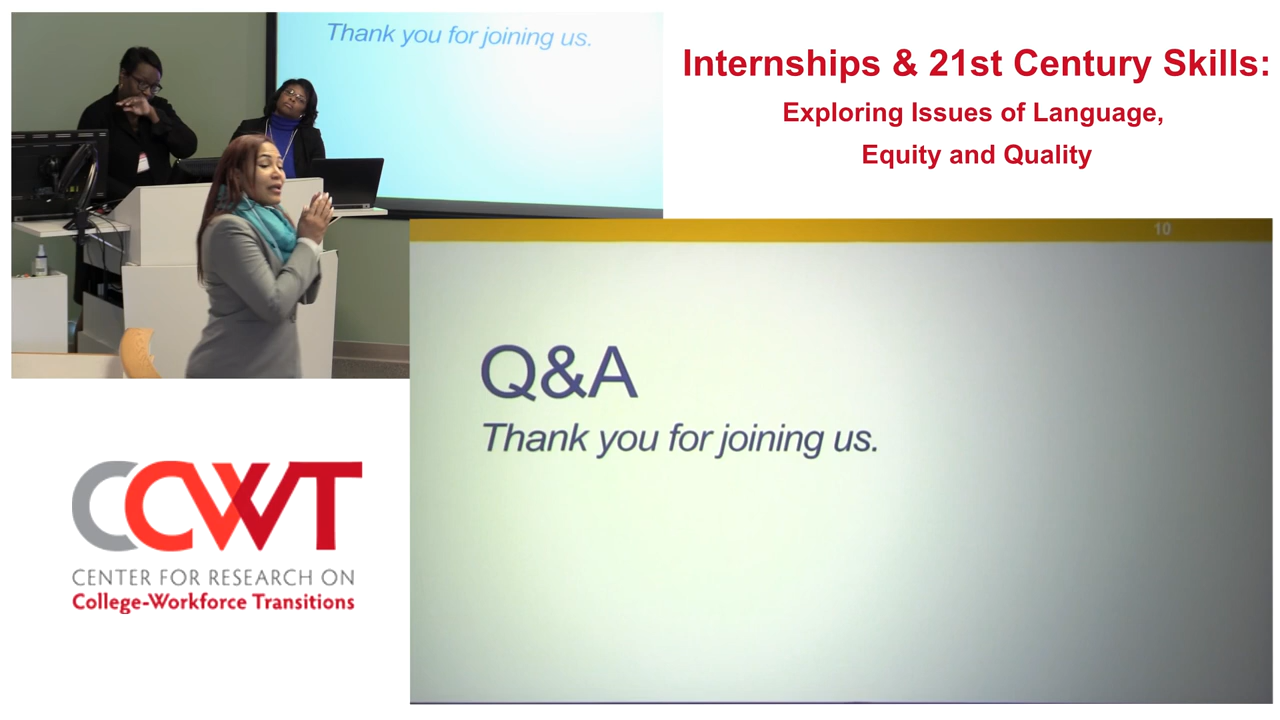 Thank you for joining us.
Internships & 21st Century Skills:
Exploring Issues of Language,
Equity and Quality
10
Q&A
Thank you for joining us.
CCWT
CENTER FOR RESEARCH ON
College-Workforce Transitions